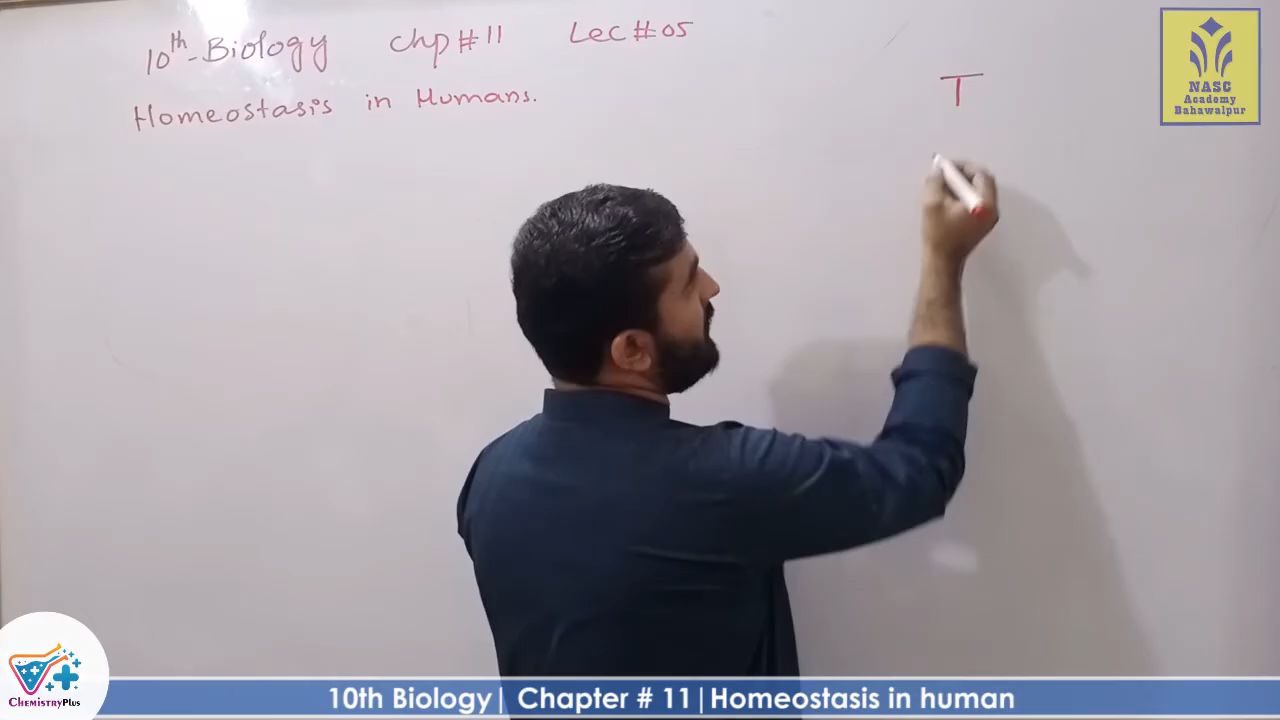 10th - Biology Chp # 11 Lec # 05
Homeostasis in Humans.
T
NASC
Academy
Bahawalpur
ChemistryPlus
10th Biology| Chapter # 11|Homeostasis in human